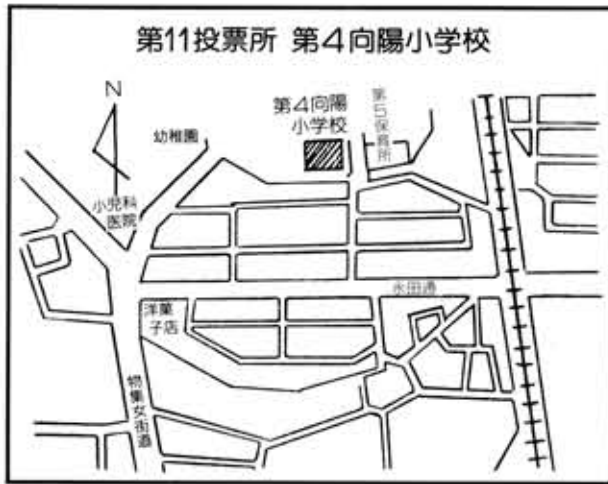 第11投票所 第4向陽小学校
N
幼稚園
第4向陽
小学校
第5保育所
小児科
医院
永田通
洋菓
子店
物集女街道